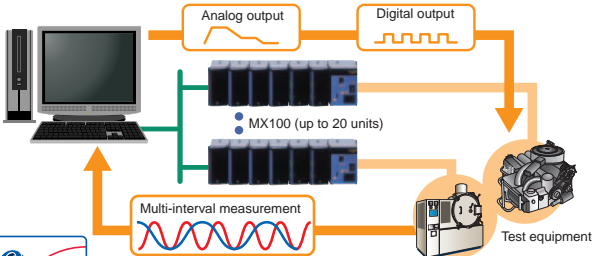 Analog output
Digital output
MX100 (up to 20 units)
Multi-interval measurement
Test equipment